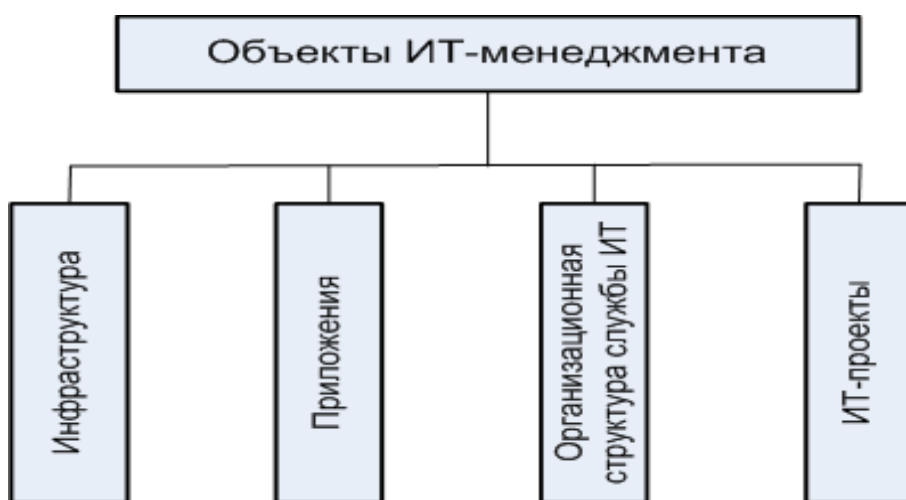 Объекты ИТ-менеджмента
Инфраструктура
Приложения
Организационная
структура службы ИТ
ИТ-проекты